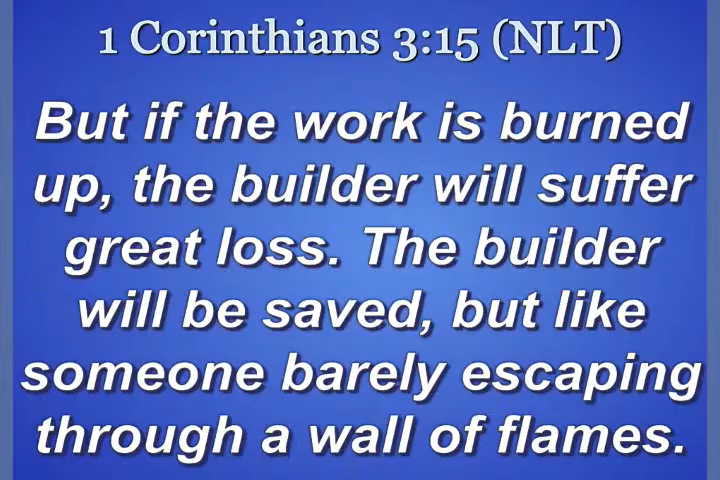 1 Corinthians 3:15 (NLT)
But if the work is burned
up, the builder will suffer
great loss. The builder
will be saved, but like
someone barely escaping
through a wall of flames.